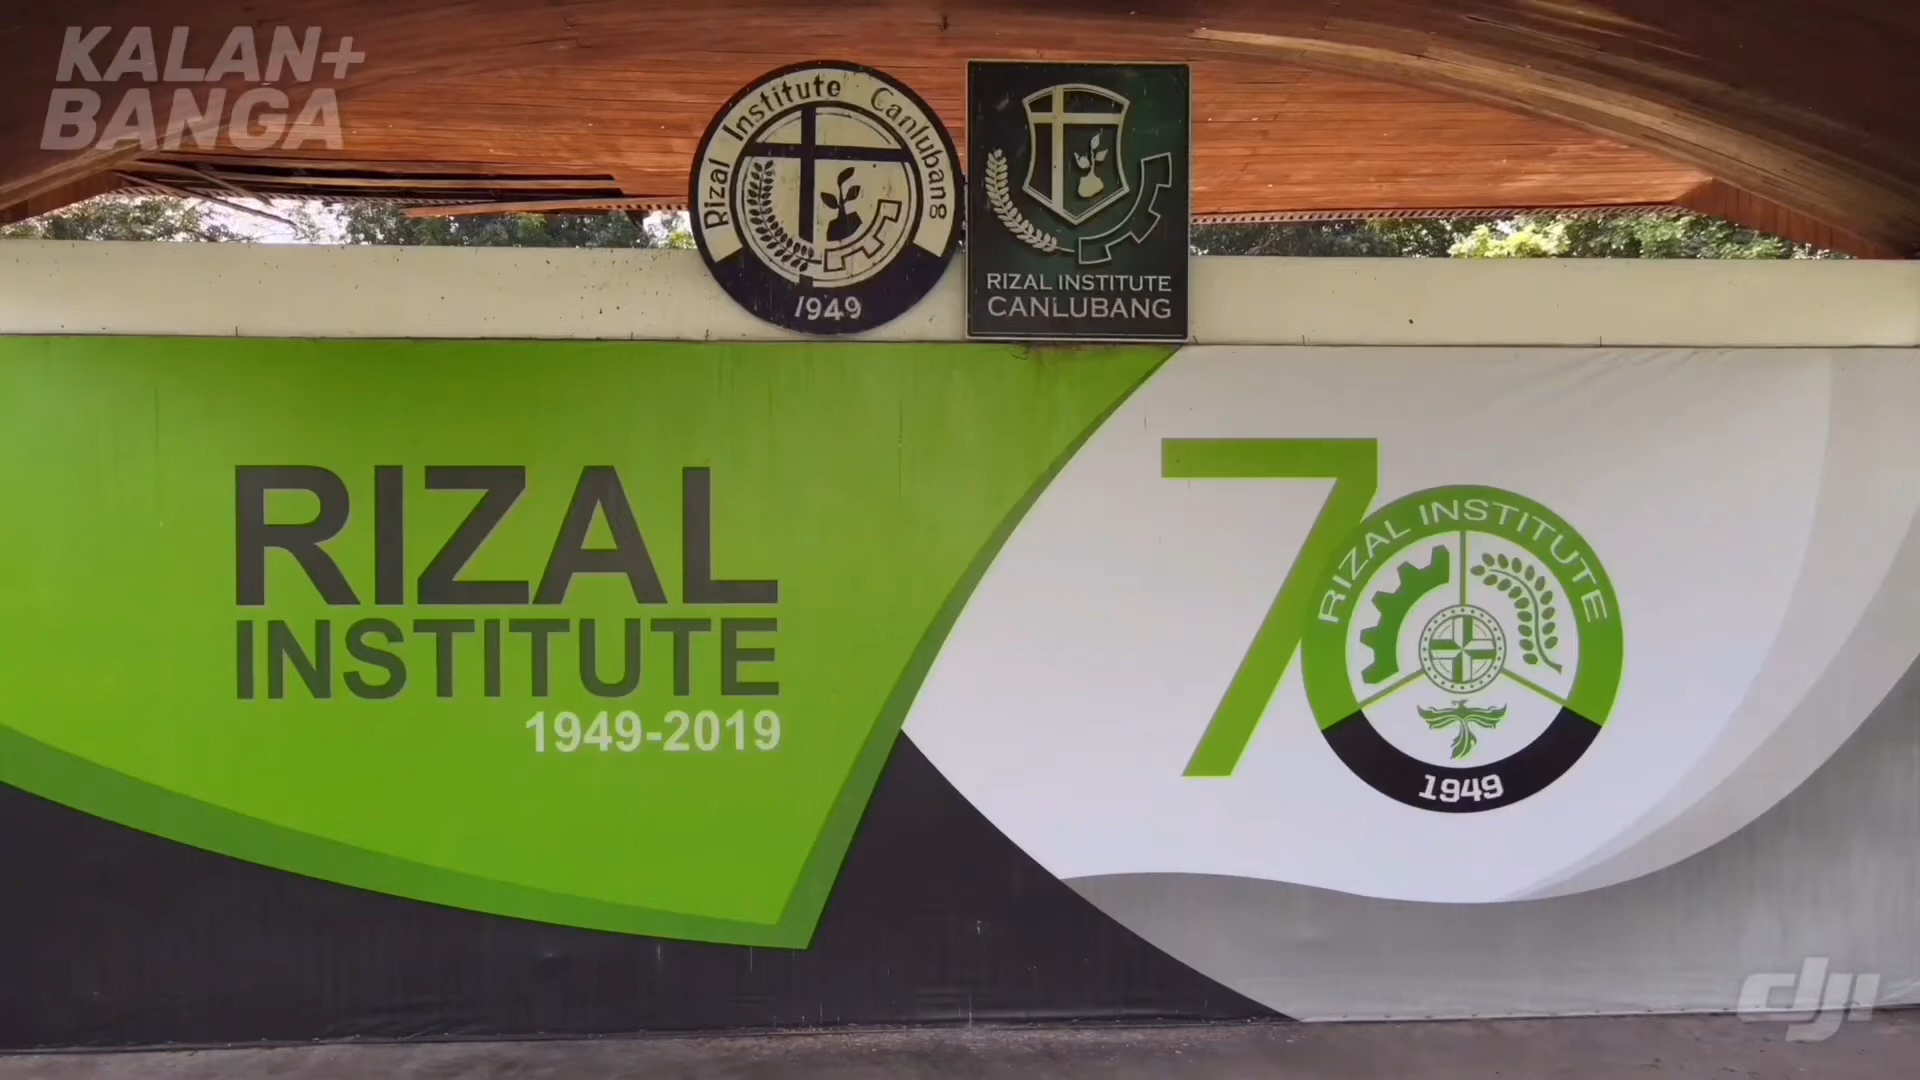 KALAN+
BANGA
Rizal Institute Canlubang
1949
RIZAL INSTITUTE
CANLUBANG
RIZAL
INSTITUTE
1949-2019
70
RIZAL INSTITUTE
1949
dji